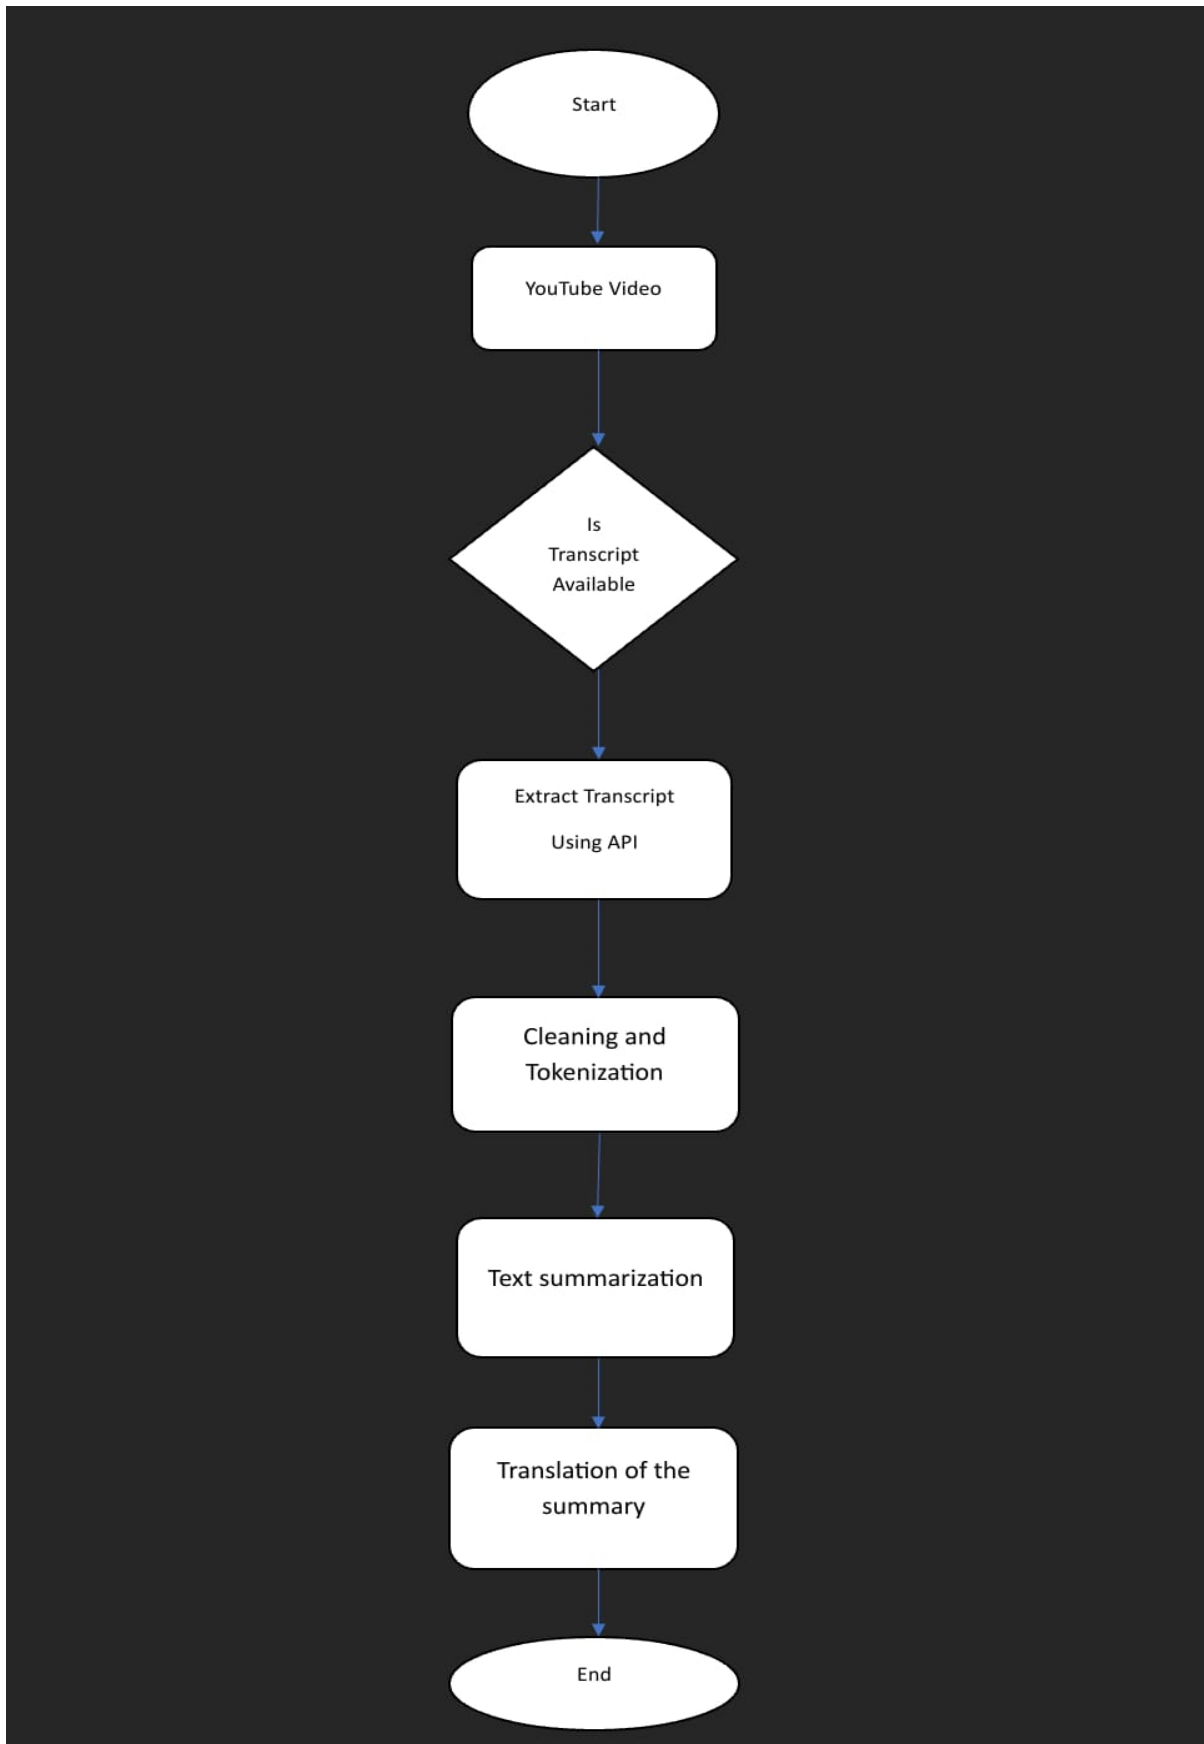 Start
YouTube Video
Is
Transcript
Available
Extract Transcript
Using API
Cleaning and
Tokenization
Text summarization
Translation of the
summary
End